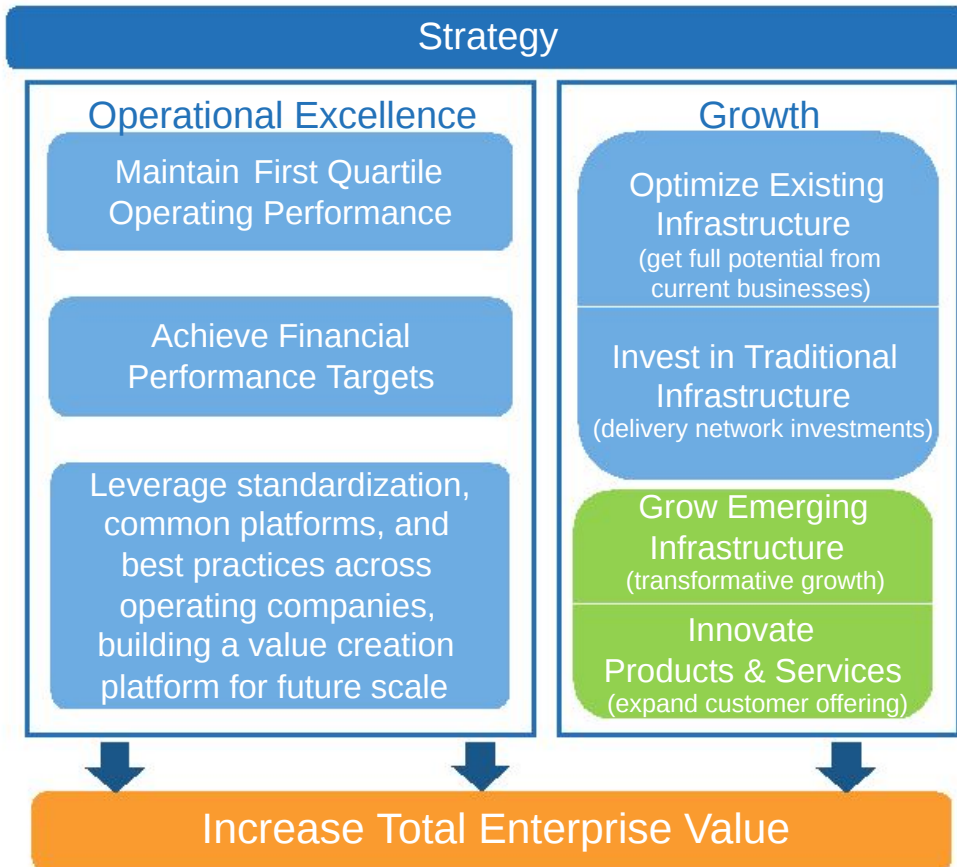 Strategy
Operational Excellence
Maintain First Quartile
Operating Performance
Achieve Financial
Performance Targets
Leverage standardization,
common platforms, and
best practices across
operating companies,
building a value creation
platform for future scale
Growth
Optimize Existing
Infrastructure
(get full potential from
current businesses)
Invest in Traditional
Infrastructure
(delivery network investments)
Grow Emerging
Infrastructure
(transformative growth)
Innovate
Products & Services
(expand customer offering)
Increase Total Enterprise Value